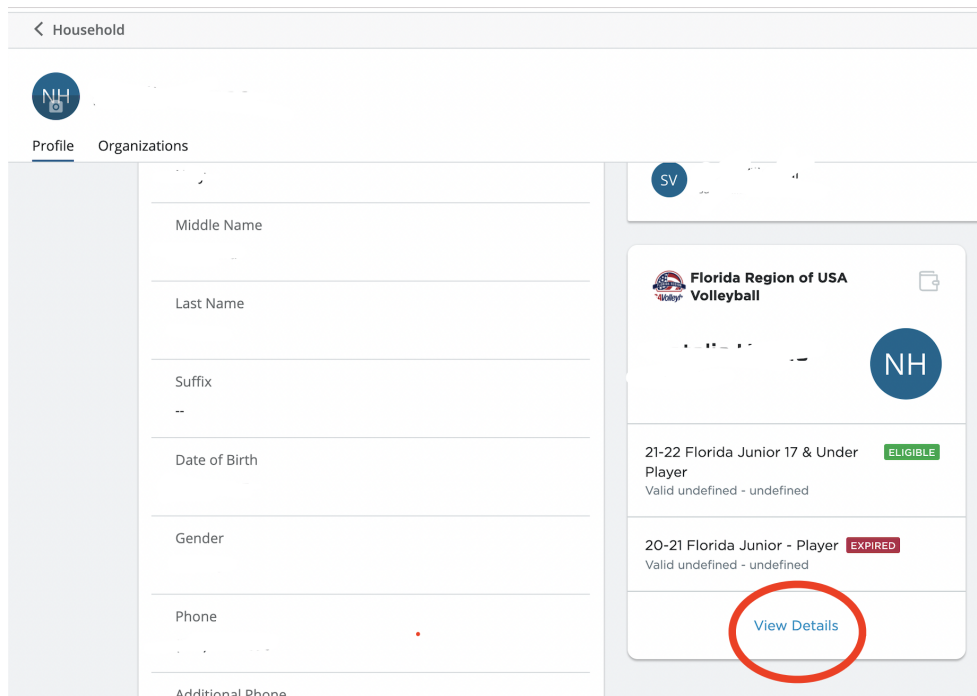 Household
NH
Profile
Organizations
Middle Name
Last Name
Suffix
--
Date of Birth
Gender
Phone
Additional Phone
SV
Florida Region of USA
Volleyball
NH
21-22 Florida Junior 17 & Under
Player
ELIGIBLE
Valid undefined - undefined
20-21 Florida Junior - Player
EXPIRED
Valid undefined - undefined
View Details